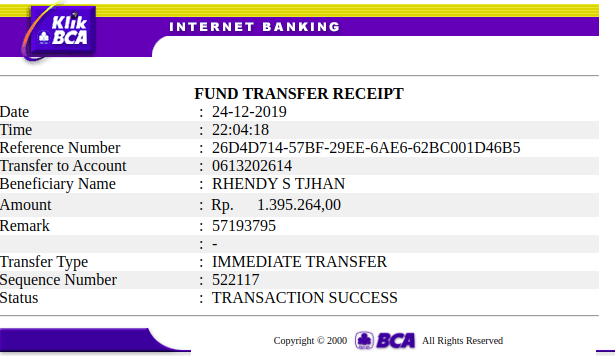 Klik
BCA
INTERNET BANKING
FUND TRANSFER RECEIPT
Date : 24-12-2019
Time : 22:04:18
Reference Number : 26D4D714-57BF-29EE-6AE6-62BC001D46B5
Transfer to Account : 0613202614
Beneficiary Name : RHENDY S TJHAN
Amount : Rp. 1.395.264,00
Remark : 57193795
: -
Transfer Type : IMMEDIATE TRANSFER
Sequence Number : 522117
Status : TRANSACTION SUCCESS
Copyright © 2000 BCA All Rights Reserved